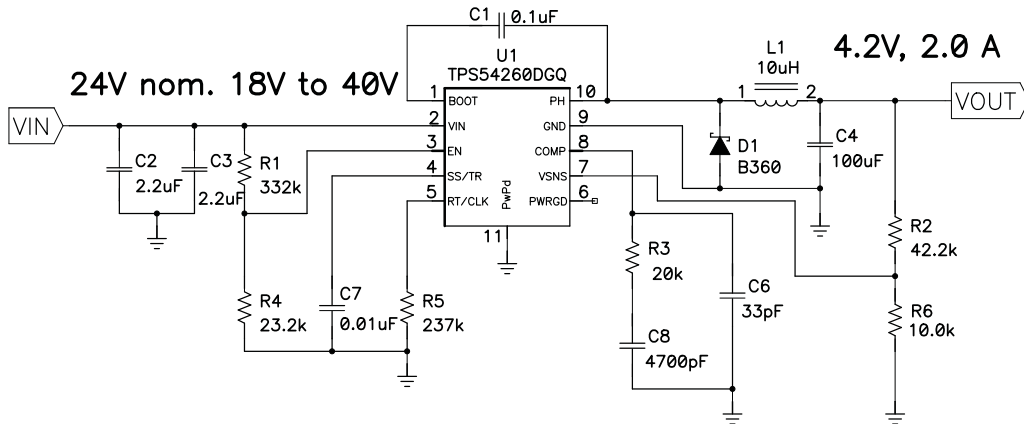 C1
0.1uF
U1
TPS54260DGQ
24V nom. 18V to 40V
4.2V, 2.0 A
L1
10uH
VIN
VOUT
1
BOOT
PH
10
2
VIN
GND
9
3
EN
COMP
8
4
SS/TR
VSNS
7
5
RT/CLK
PWRGD
6
PwPd
11
1
2
C2
2.2uF
C3
2.2uF
R1
332k
D1
B360
C4
100uF
R2
42.2k
R3
20k
R4
23.2k
C7
0.01uF
R5
237k
C6
33pF
R6
10.0k
C8
4700pF